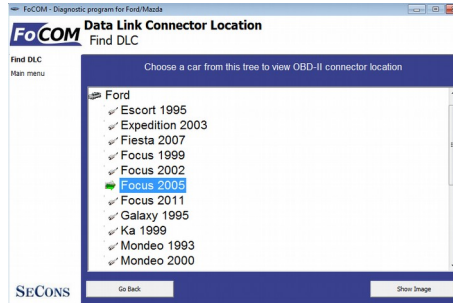 FoCOM - Diagnostic program for Ford/Mazda
FoCOM
Data Link Connector Location
Find DLC
Find DLC
Main menu
Choose a car from this tree to view OBD-II connector location
Ford
Escort 1995
Expedition 2003
Fiesta 2007
Focus 1999
Focus 2002
Focus 2005
Focus 2011
Galaxy 1995
Ka 1999
Mondeo 1993
Mondeo 2000
SECONS
Go Back
Show Image